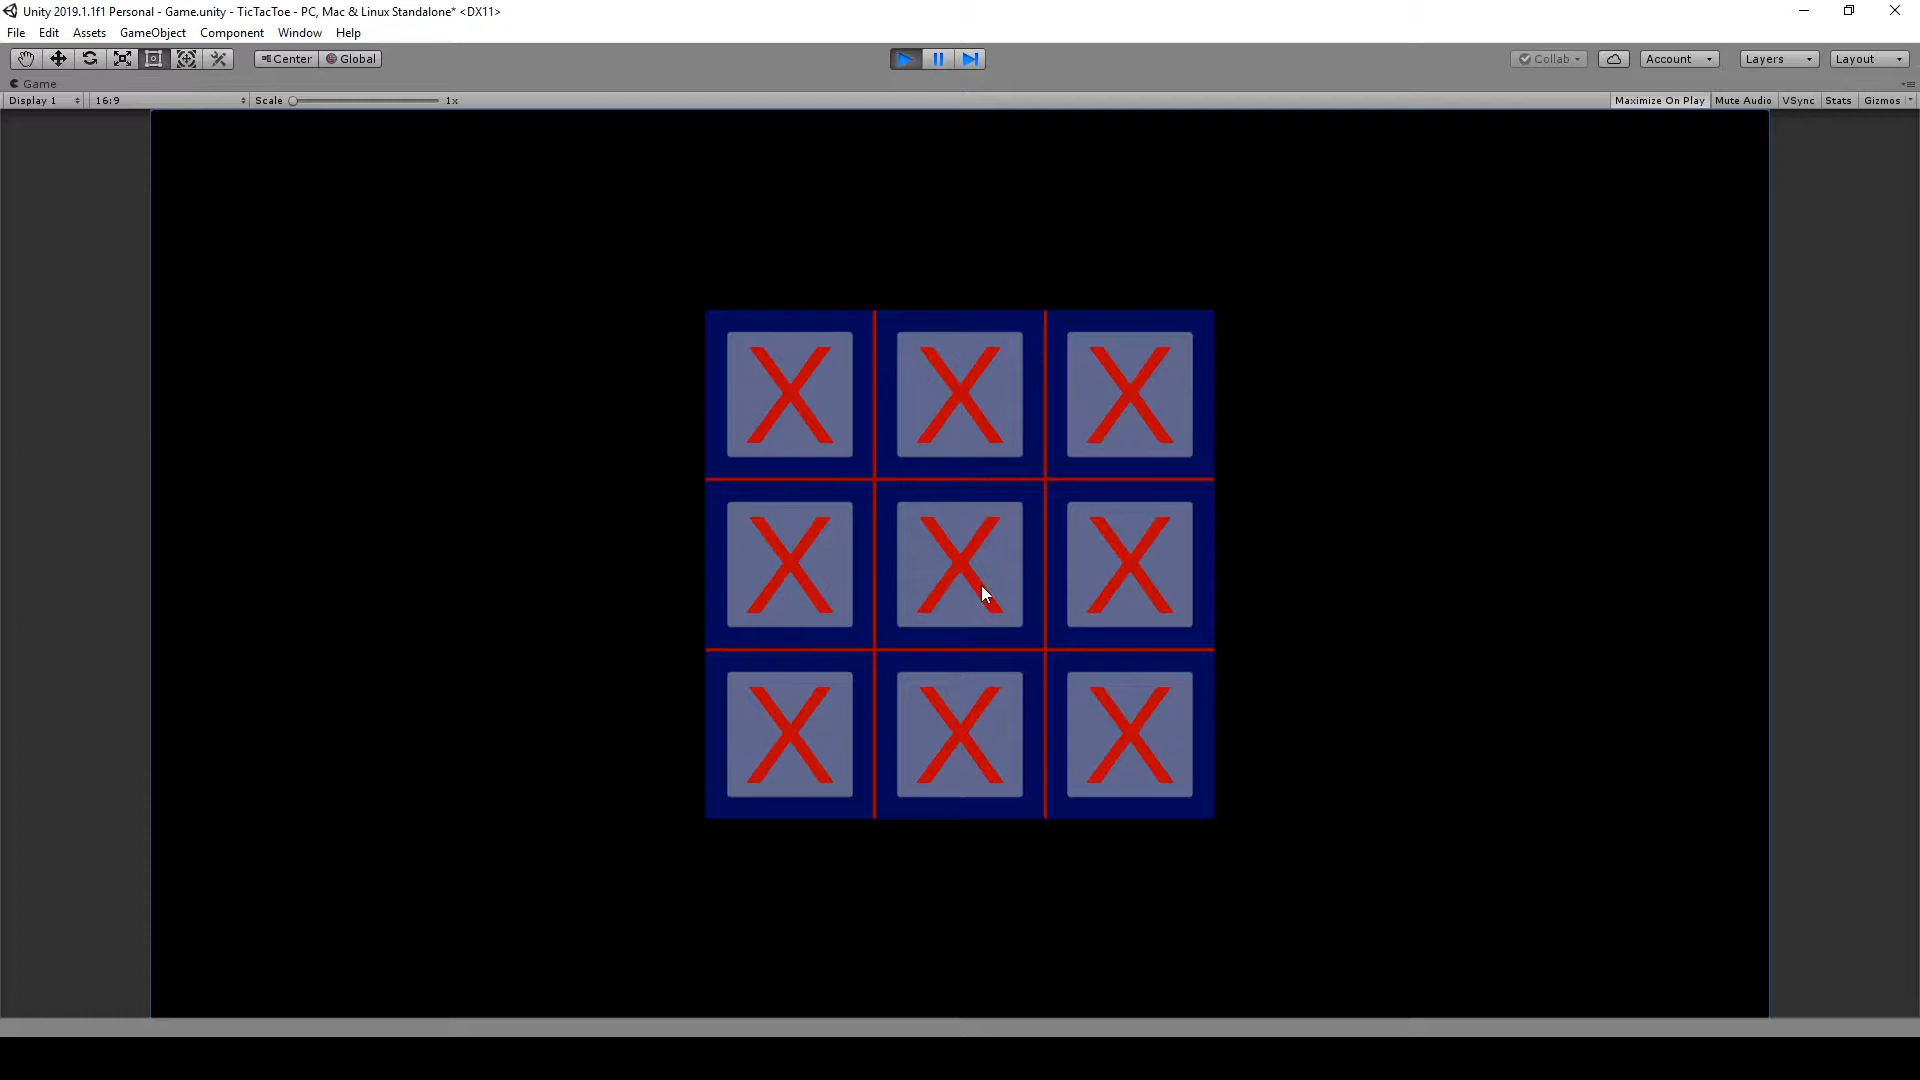 Unity 2019.1.1f1 Personal - Game.unity - TicTacToe - PC, Mac & Linux Standalone* <DX11>
File Edit Assets GameObject Component Window Help
Center Global Collab Account Layers Layout
Game
Display 1 16:9 Scale 1x Maximize On Play Mute Audio VSync Stats Gizmos
X X X
X X X
X X X